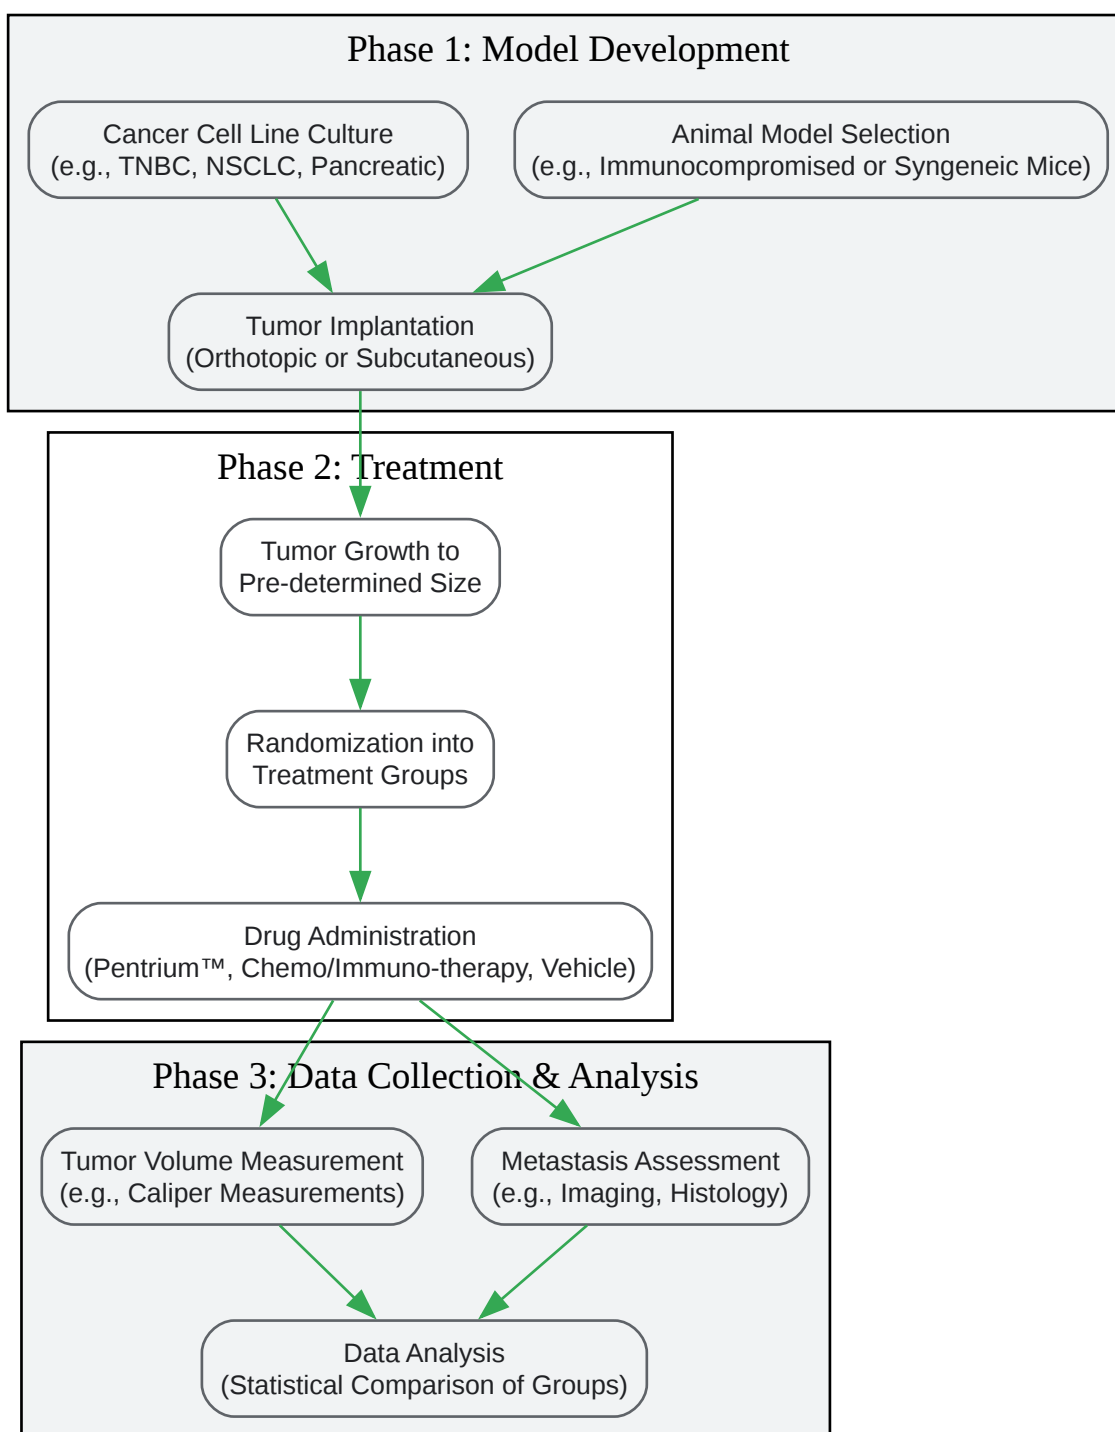 Phase 1: Model Development
Cancer Cell Line Culture
(e.g., TNBC, NSCLC, Pancreatic)
Animal Model Selection
(e.g., Immunocompromised or Syngeneic Mice)
Tumor Implantation
(Orthotopic or Subcutaneous)
Phase 2: Treatment
Tumor Growth to
Pre-determined Size
Randomization into
Treatment Groups
Drug Administration
(Pentrium™, Chemo/Immuno-therapy, Vehicle)
Phase 3: Data Collection & Analysis
Tumor Volume Measurement
(e.g., Caliper Measurements)
Metastasis Assessment
(e.g., Imaging, Histology)
Data Analysis
(Statistical Comparison of Groups)